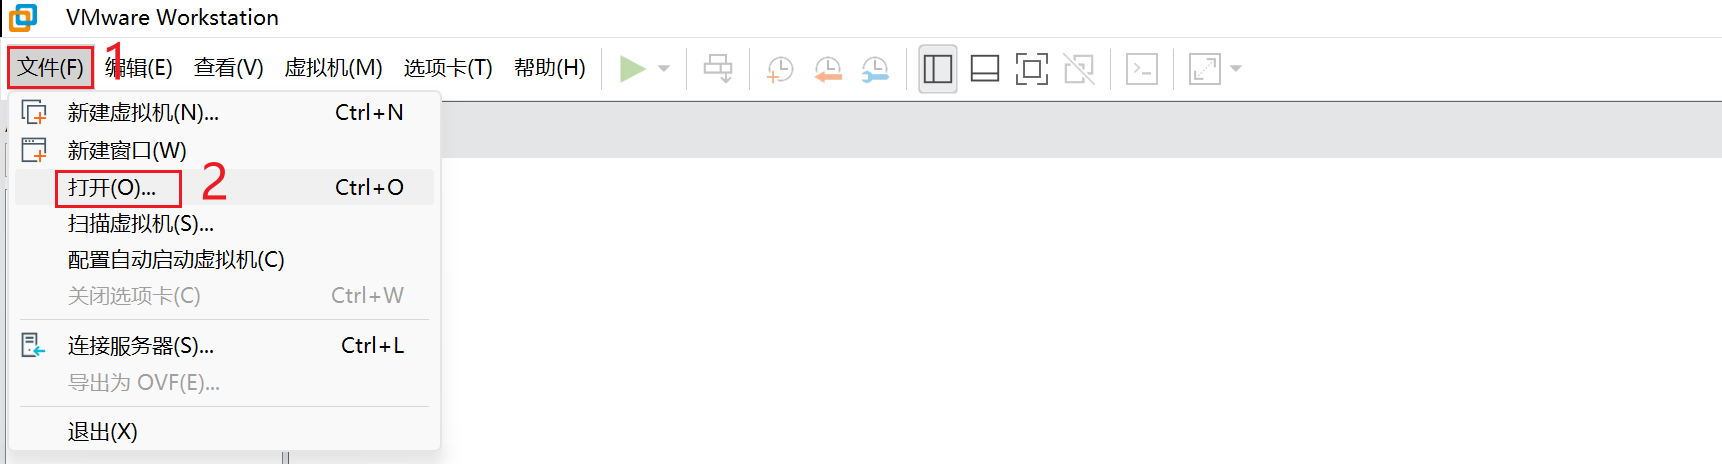 VMware Workstation
文件(F) 1 编辑(E) 查看(V) 虚拟机(M) 选项卡(T) 帮助(H)
新建虚拟机(N)... Ctrl+N
新建窗口(W)
打开(O)... 2 Ctrl+O
扫描虚拟机(S)...
配置自动启动虚拟机(C)
关闭选项卡(C) Ctrl+W
连接服务器(S)... Ctrl+L
导出为 OVF(E)...
退出(X)